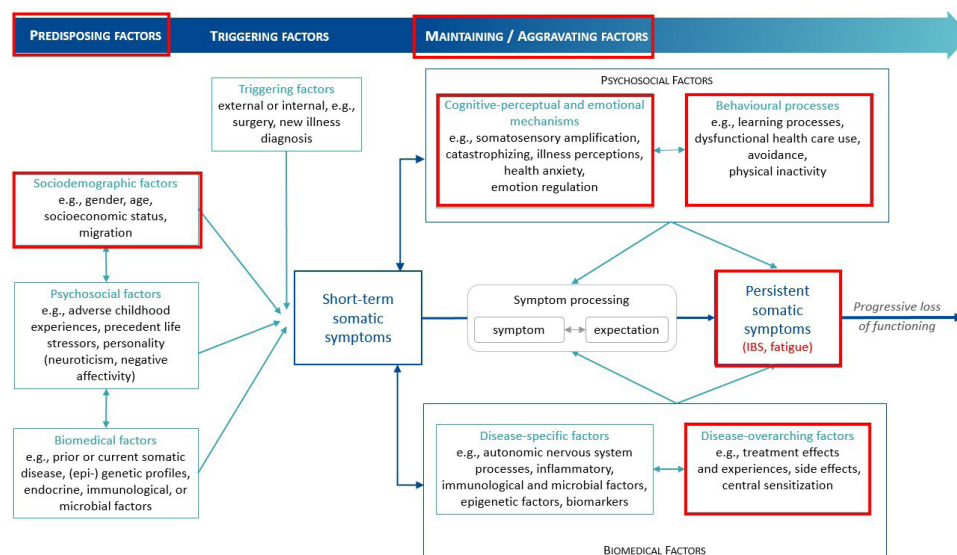 PREDISPOSING FACTORS
TRIGGERING FACTORS
MAINTAINING / AGGRAVATING FACTORS
Triggering factors
external or internal, e.g.,
surgery, new illness
diagnosis
Sociodemographic factors
e.g., gender, age,
socioeconomic status,
migration
Psychosocial factors
e.g., adverse childhood
experiences, precedent life
stressors, personality
(neuroticism, negative
affectivity)
Biomedical factors
e.g., prior or current somatic
disease, (epi-) genetic profiles,
endocrine, immunological, or
microbial factors
Short-term
somatic
symptoms
PSYCHOSOCIAL FACTORS
Cognitive-perceptual and emotional
mechanisms
e.g., somatosensory amplification,
catastrophizing, illness perceptions,
health anxiety,
emotion regulation
Behavioural processes
e.g., learning processes,
dysfunctional health care use,
avoidance,
physical inactivity
Symptom processing
symptom
expectation
Persistent
somatic
symptoms
(IBS, fatigue)
Progressive loss
of functioning
Disease-specific factors
e.g., autonomic nervous system
processes, inflammatory,
immunological and microbial factors,
epigenetic factors, biomarkers
Disease-overarching factors
e.g., treatment effects
and experiences, side effects,
central sensitization
BIOMEDICAL FACTORS